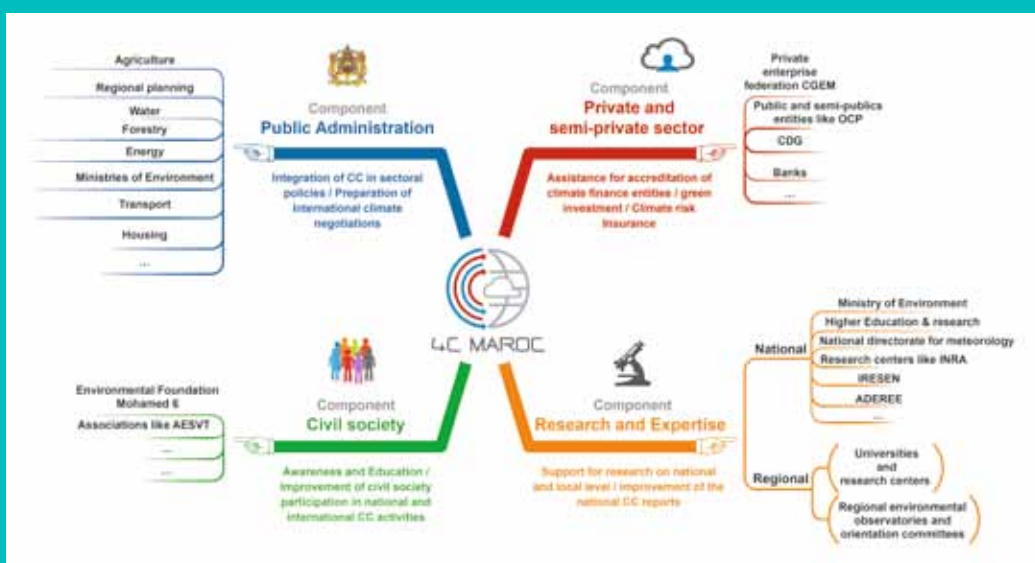 Agriculture
Regional planning
Water
Forestry
Energy
Ministries of Environment
Transport
Housing
...
Component
Public Administration
Integration of CC in sectoral
policies / Preparation of
international climate
negotiations
Component
Private and
semi-private sector
Assistance for accreditation of
climate finance entities / green
investment / Climate risk
Insurance
Private
enterprise
federation CGEM
Public and semi-publics
entities like OCP
CDG
Banks
...
4C MAROC
Environmental Foundation
Mohamed 6
Associations like AESVT
...
...
Component
Civil society
Awareness and Education /
Improvement of civil society
participation in national and
international CC activities
Component
Research and Expertise
Support for research on national
and local level / improvement of the
national CC reports
National
Ministry of Environment
Higher Education & research
National directorate for meteorology
Research centers like INRA
IRESEN
ADEREE
...
Regional
Universities
and
research centers
Regional environmental
observatories and
orientation committees